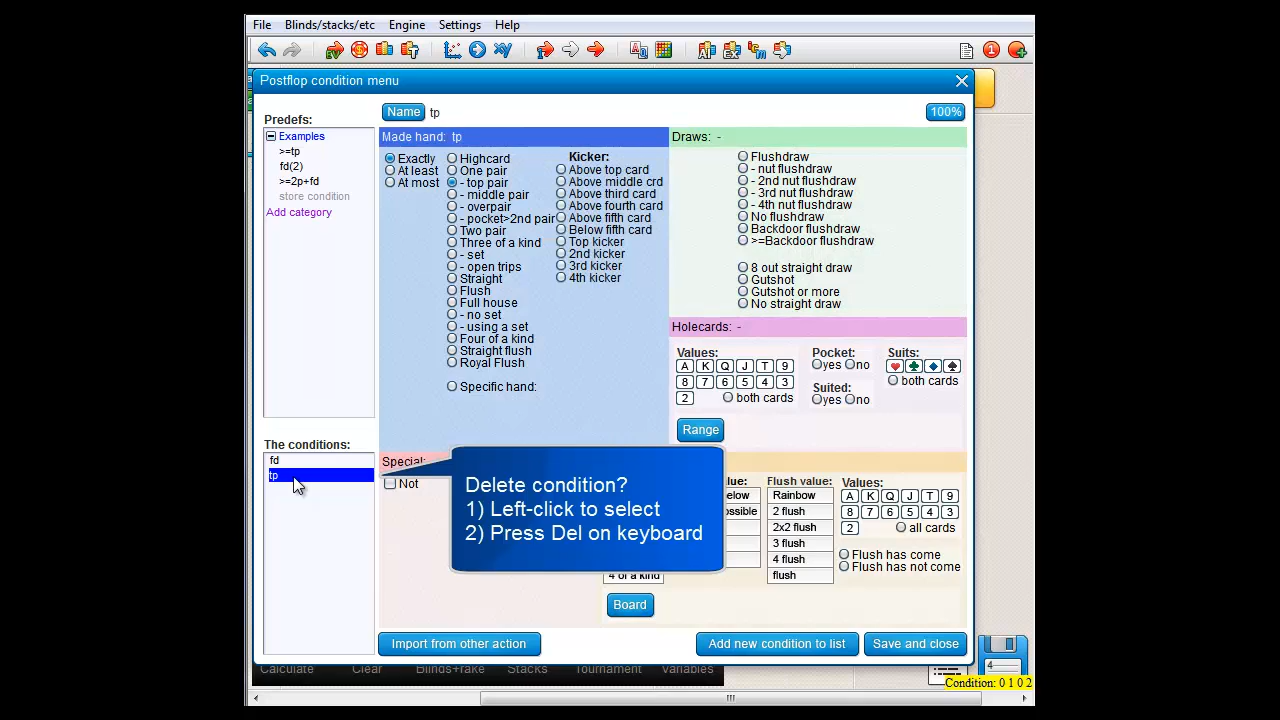 File Blinds/stacks/etc Engine Settings Help
Postflop condition menu
Name tp 100%
Predefs:
Examples
>=tp
fd(2)
>=2p+fd
store condition
Add category
The conditions:
fd
tp
Made hand: tp
Exactly
At least
At most
Highcard
One pair
- top pair
- middle pair
- overpair
- pocket>2nd pair
Two pair
Three of a kind
- set
- open trips
Straight
Flush
Full house
- no set
- using a set
Four of a kind
Straight flush
Royal Flush
Specific hand:
Kicker:
Above top card
Above middle crd
Above third card
Above fourth card
Above fifth card
Below fifth card
Top kicker
2nd kicker
3rd kicker
4th kicker
Draws: -
Flushdraw
- nut flushdraw
- 2nd nut flushdraw
- 3rd nut flushdraw
- 4th nut flushdraw
No flushdraw
Backdoor flushdraw
>=Backdoor flushdraw
8 out straight draw
Gutshot
Gutshot or more
No straight draw
Holecards: -
Values:
A K Q J T 9
8 7 6 5 4 3
2 both cards
Pocket:
yes no
Suited:
yes no
Suits:
both cards
Range
Special:
Not
Delete condition?
1) Left-click to select
2) Press Del on keyboard
4 of a kind
Flush value:
Rainbow
2 flush
2x2 flush
3 flush
4 flush
flush
Values:
A K Q J T 9
8 7 6 5 4 3
2 all cards
Flush has come
Flush has not come
Board
Import from other action Add new condition to list Save and close
Calculate Clear Blinds+rake Stacks Tournament Variables
4
Condition: 0 1 0 2